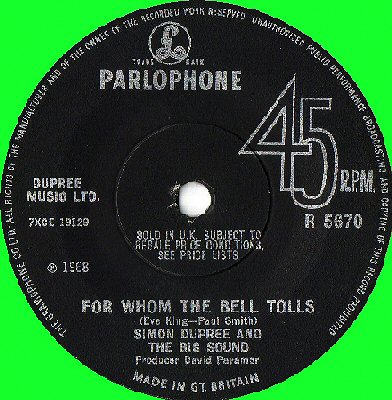 THE GRAMOPHONE CO. LTD. ALL RIGHTS OF THE MANUFACTURER AND OF THE OWNER OF THE RECORDED WORK RESERVED. UNAUTHORISED PUBLIC PERFORMANCE, BROADCASTING AND COPYING OF THIS RECORD PROHIBITED
TRADE MARK
PARLOPHONE
45
R.P.M.
DUPREE
MUSIC LTD.
7XCE 19129
R 5670
SOLD IN U.K. SUBJECT TO
RESALE PRICE CONDITIONS,
SEE PRICE LISTS
℗ 1968
FOR WHOM THE BELL TOLLS
(Eve King—Paul Smith)
SIMON DUPREE AND
THE BIG SOUND
Producer David Paramor
MADE IN GT. BRITAIN